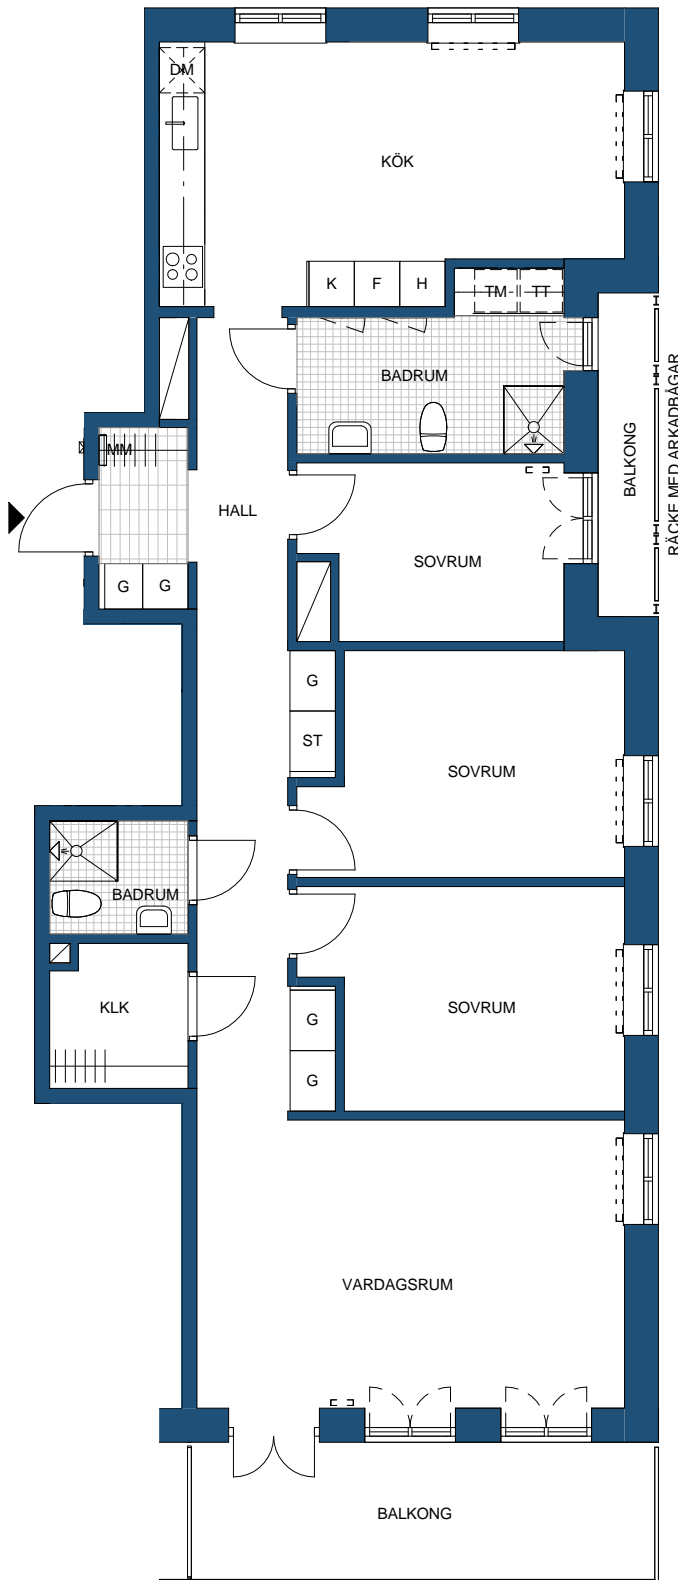 DM
KÖK
K F H
TM TT
BADRUM
RÄCKE MED ARKADBÅGAR
BALKONG
MM
HALL
SOVRUM
G G
G
ST
SOVRUM
BADRUM
KLK
SOVRUM
G
G
VARDAGSRUM
BALKONG